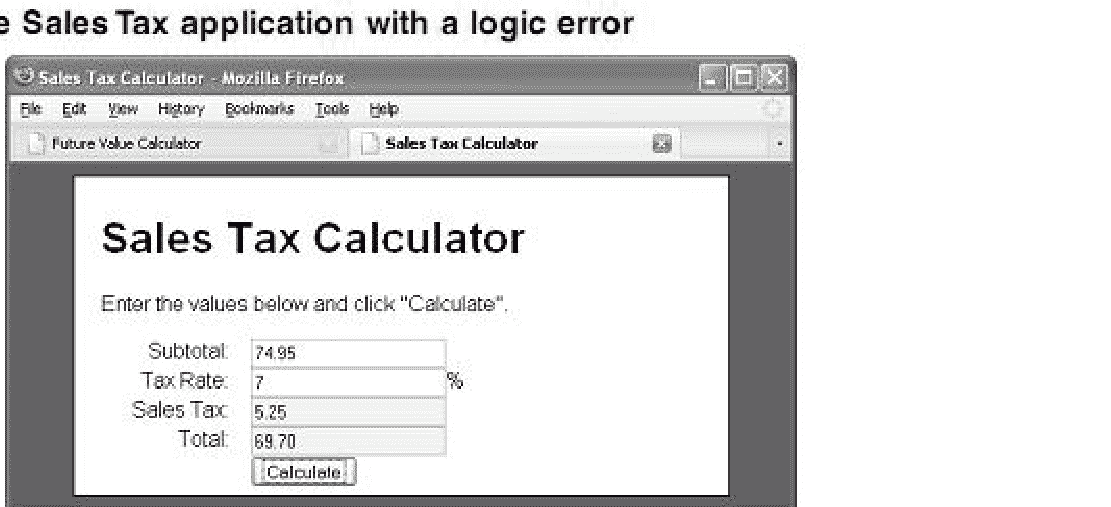 e Sales Tax application with a logic error
Sales Tax Calculator - Mozilla Firefox
File Edit View History Bookmarks Tools Help
Future Value Calculator Sales Tax Calculator
Sales Tax Calculator
Enter the values below and click "Calculate".
Subtotal: 74.95
Tax Rate: 7 %
Sales Tax: 5.25
Total: 69.70
Calculate